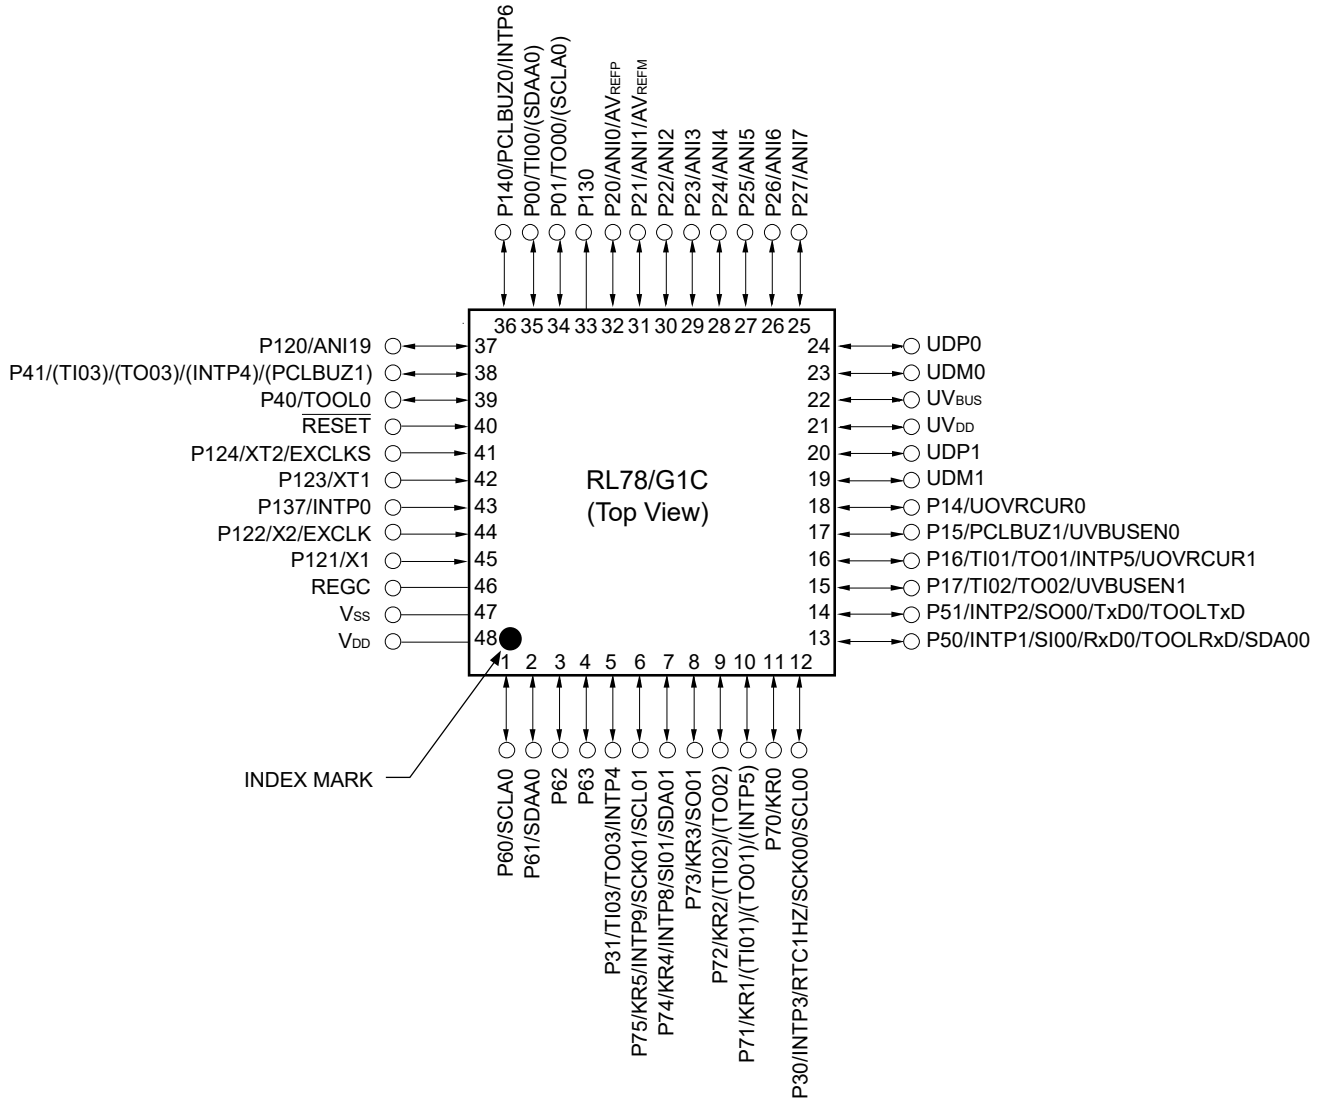 P140/PCLBUZ0/INTP6
P00/TI00/(SDAA0)
P01/TO00/(SCLA0)
P130
P20/ANI0/AVREFP
P21/ANI1/AVREFM
P22/ANI2
P23/ANI3
P24/ANI4
P25/ANI5
P26/ANI6
P27/ANI7
36 35 34 33 32 31 30 29 28 27 26 25
P120/ANI19 37
P41/(TI03)/(TO03)/(INTP4)/(PCLBUZ1) 38
P40/TOOL0 39
RESET 40
P124/XT2/EXCLKS 41
P123/XT1 42
P137/INTP0 43
P122/X2/EXCLK 44
P121/X1 45
REGC 46
VSS 47
VDD 48
RL78/G1C
(Top View)
24 UDP0
23 UDM0
22 UVBUS
21 UVDD
20 UDP1
19 UDM1
18 P14/UOVRCUR0
17 P15/PCLBUZ1/UVBUSEN0
16 P16/TI01/TO01/INTP5/UOVRCUR1
15 P17/TI02/TO02/UVBUSEN1
14 P51/INTP2/SO00/TxD0/TOOLTxD
13 P50/INTP1/SI00/RxD0/TOOLRxD/SDA00
1 2 3 4 5 6 7 8 9 10 11 12
INDEX MARK
P60/SCLA0
P61/SDAA0
P62
P63
P31/TI03/TO03/INTP4
P75/KR5/INTP9/SCK01/SCL01
P74/KR4/INTP8/SI01/SDA01
P73/KR3/SO01
P72/KR2/(TI02)/(TO02)
P71/KR1/(TI01)/(TO01)/(INTP5)
P70/KR0
P30/INTP3/RTC1HZ/SCK00/SCL00